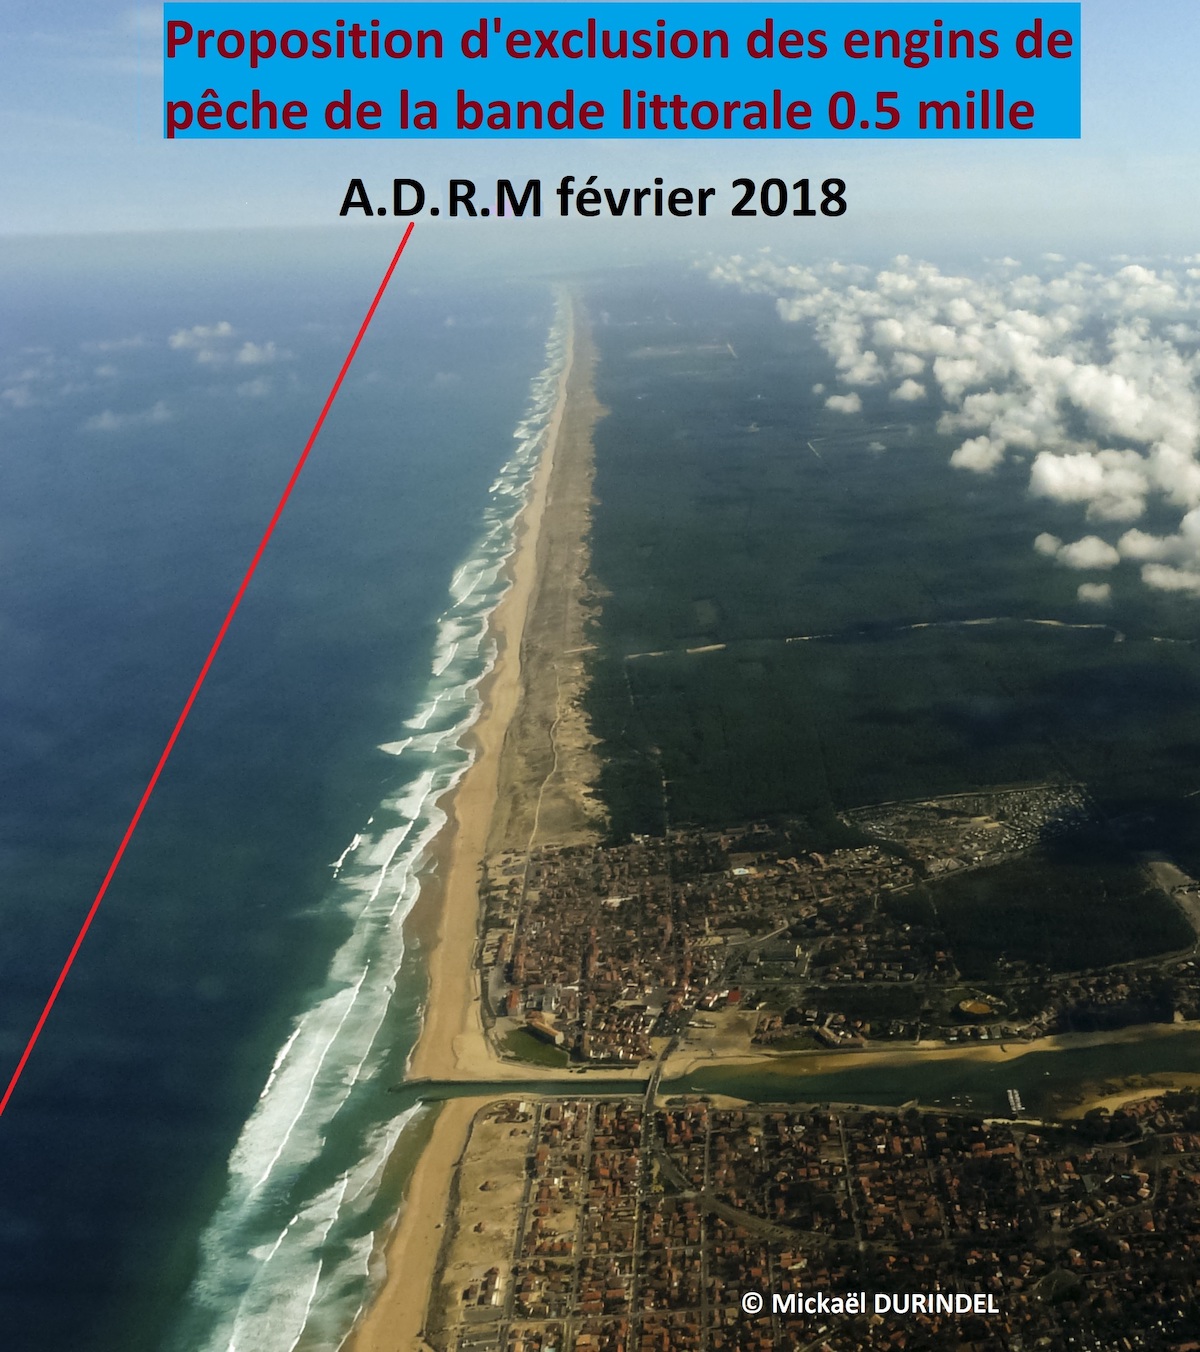 Proposition d'exclusion des engins de
pêche de la bande littorale 0.5 mille
A.D.R.M février 2018
© Mickaël DURINDEL